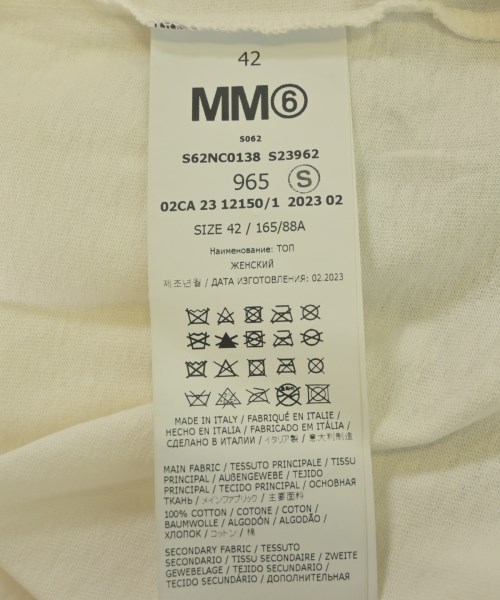 42
MM⑥
S062
S62NC0138 S23962
965 Ⓢ
02CA 23 12150/1 2023 02
SIZE 42 / 165/88A
Наименование: ТОП
ЖЕНСКИЙ
제조년월 / ДАТА ИЗГОТОВЛЕНИЯ: 02.2023
MADE IN ITALY / FABRIQUÉ EN ITALIE /
HECHO EN ITALIA / FABRICADO EM ITÁLIA /
СДЕЛАНО В ИТАЛИИ / イタリア製 / 意大利制造
MAIN FABRIC / TESSUTO PRINCIPALE / TISSU
PRINCIPAL / AUßENGEWEBE / TEJIDO
PRINCIPAL / TECIDO PRINCIPAL / ОСНОВНАЯ
ТКАНЬ / メインファブリック / 主要面料
100% COTTON / COTONE / COTON /
BAUMWOLLE / ALGODÓN / ALGODÃO /
ХЛОПОК / コットン / 棉
SECONDARY FABRIC / TESSUTO
SECONDARIO / TISSU SECONDAIRE / ZWEITE
GEWEBELAGE / TEJIDO SECUNDARIO /
TECIDO SECUNDÁRIO / ДОПОЛНИТЕЛЬНАЯ